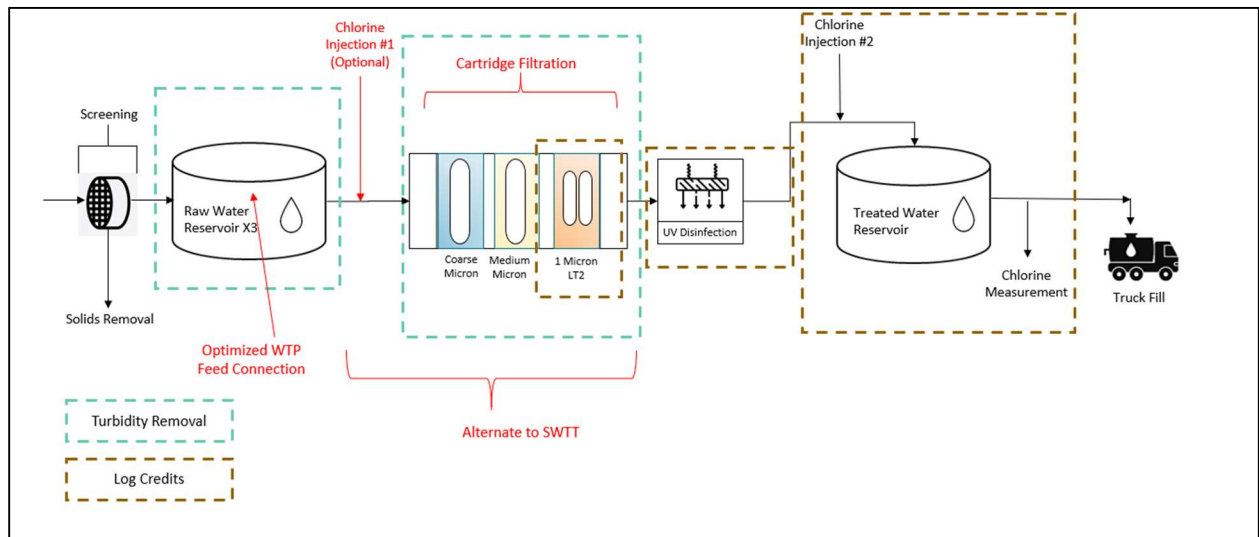 Chlorine
Injection #1
(Optional)
Chlorine
Injection #2
Cartridge Filtration
Screening
Raw Water
Reservoir X3
Coarse
Micron
Medium
Micron
1 Micron
LT2
UV Disinfection
Treated Water
Reservoir
Solids Removal
Chlorine
Measurement
Truck Fill
Optimized WTP
Feed Connection
Alternate to SWTT
Turbidity Removal
Log Credits